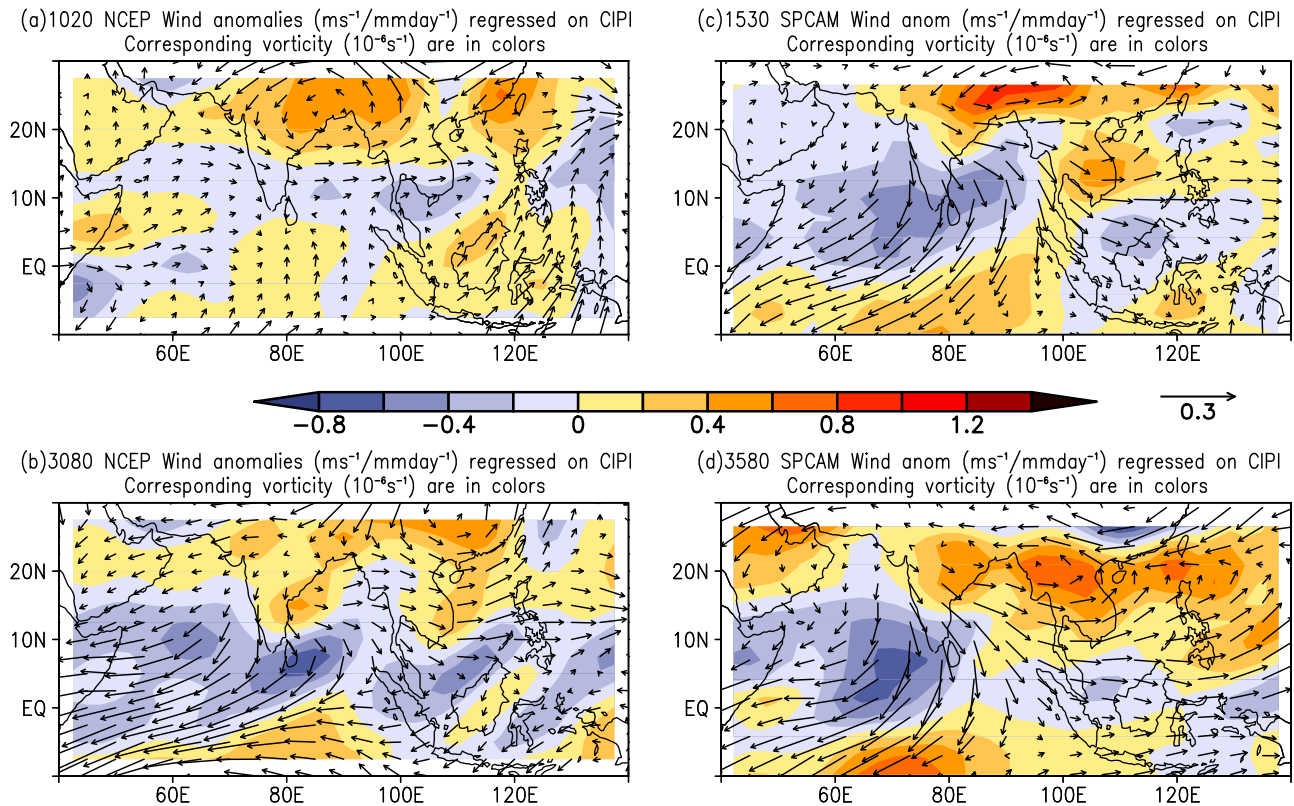 (a)1020 NCEP Wind anomalies (ms⁻¹/mmday⁻¹) regressed on CIPI
Corresponding vorticity (10⁻⁶s⁻¹) are in colors
20N
10N
EQ
60E 80E 100E 120E
(c)1530 SPCAM Wind anom (ms⁻¹/mmday⁻¹) regressed on CIPI
Corresponding vorticity (10⁻⁶s⁻¹) are in colors
20N
10N
EQ
60E 80E 100E 120E
−0.8 −0.4 0 0.4 0.8 1.2
0.3
(b)3080 NCEP Wind anomalies (ms⁻¹/mmday⁻¹) regressed on CIPI
Corresponding vorticity (10⁻⁶s⁻¹) are in colors
20N
10N
EQ
60E 80E 100E 120E
(d)3580 SPCAM Wind anom (ms⁻¹/mmday⁻¹) regressed on CIPI
Corresponding vorticity (10⁻⁶s⁻¹) are in colors
20N
10N
EQ
60E 80E 100E 120E